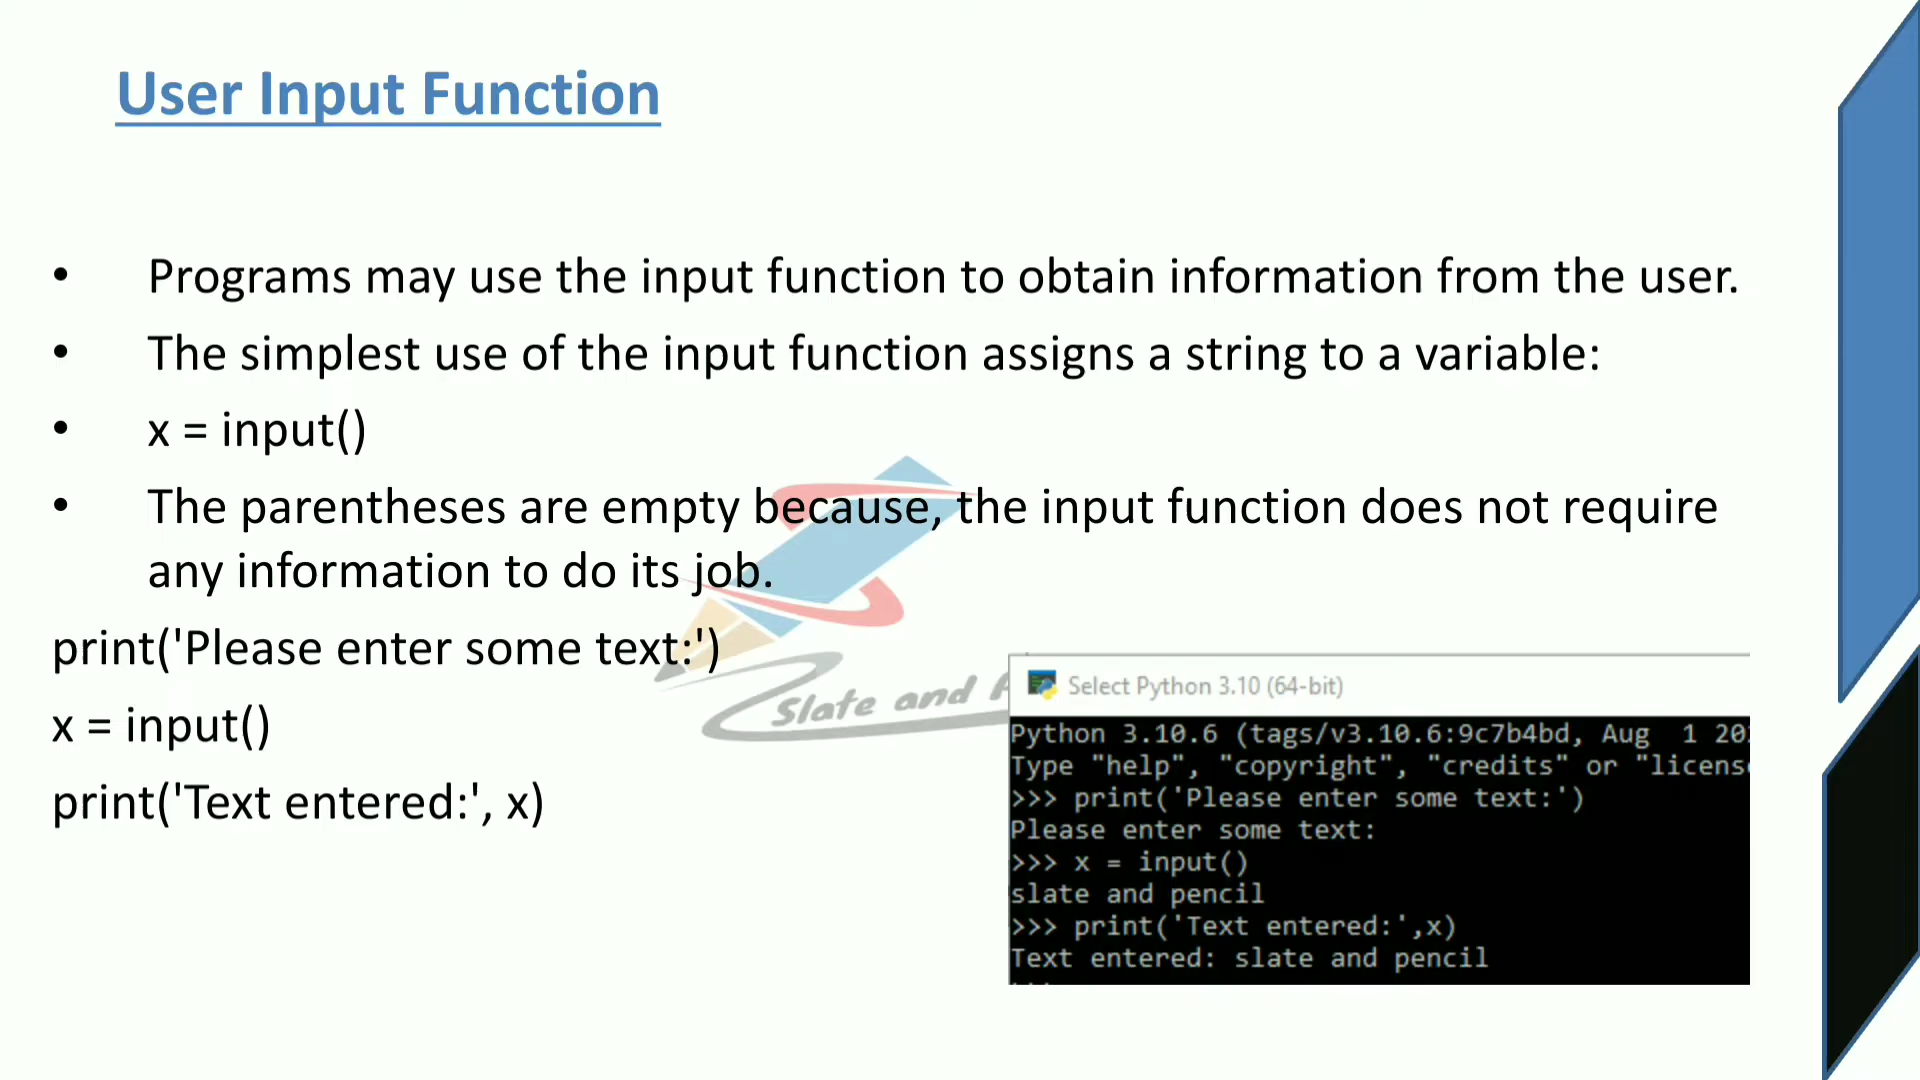 User Input Function
• Programs may use the input function to obtain information from the user.
• The simplest use of the input function assigns a string to a variable:
• x = input()
• The parentheses are empty because, the input function does not require
any information to do its job.
print('Please enter some text:')
x = input()
print('Text entered:', x)
Slate and
Select Python 3.10 (64-bit)
Python 3.10.6 (tags/v3.10.6:9c7b4bd, Aug  1 20
Type "help", "copyright", "credits" or "licens
>>> print('Please enter some text:')
Please enter some text:
>>> x = input()
slate and pencil
>>> print('Text entered:',x)
Text entered: slate and pencil